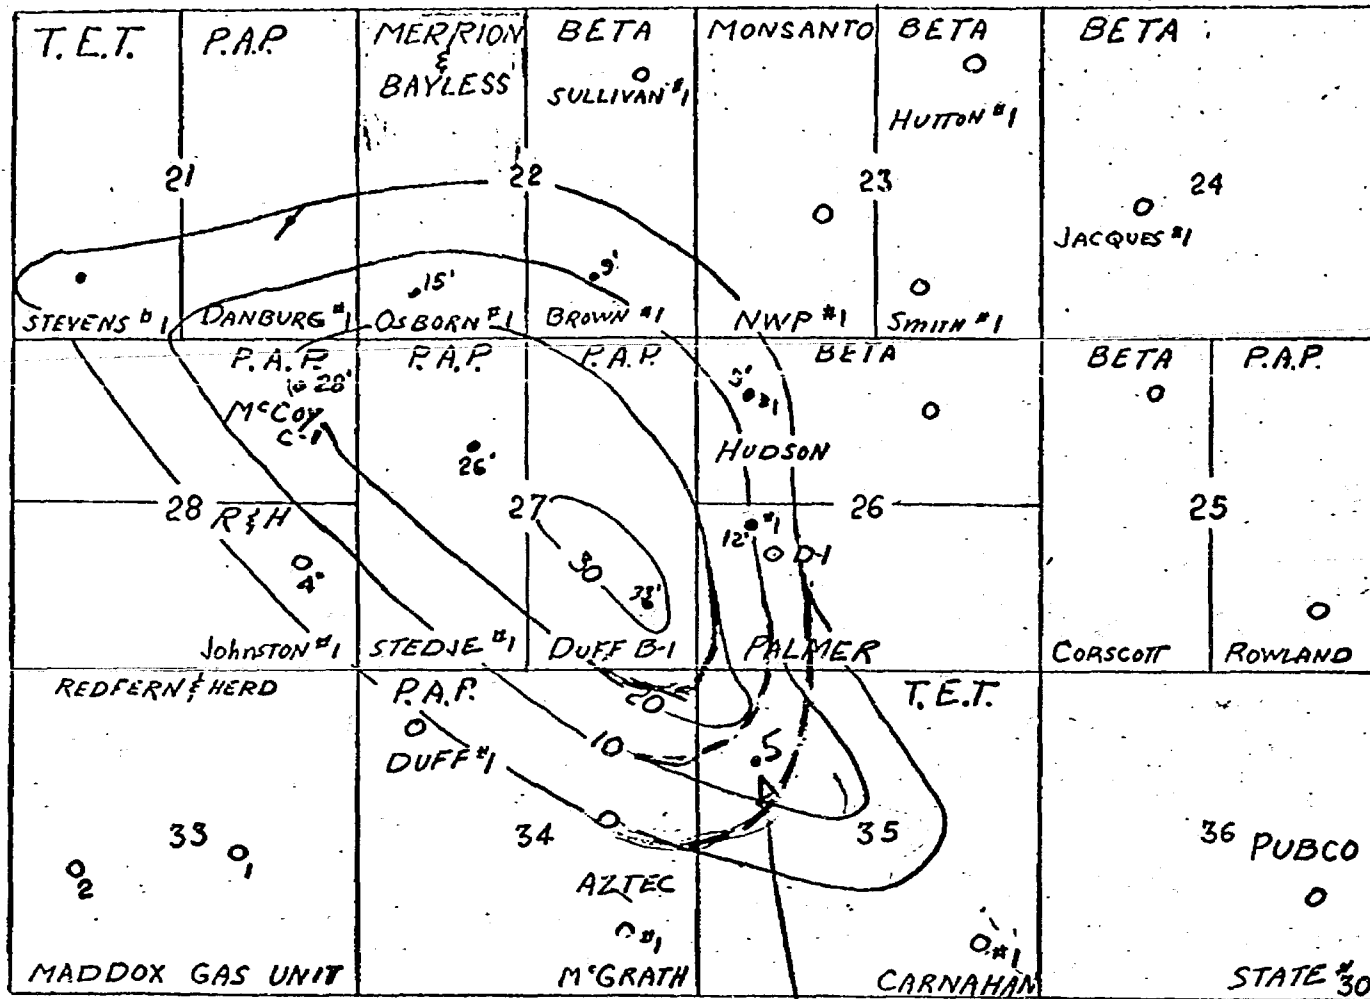 T.E.T.
P.A.P.
MERRION
&
BAYLESS
BETA
SULLIVAN #1
MONSANTO
BETA
HUTTON #1
BETA
21
22
23
24
JACQUES #1
15'
9'
STEVENS #1
DANBURG #1
OSBORN #1
BROWN #1
NWP #1
SMITH #1
P.A.P.
P.A.P.
P.A.P.
BETA
BETA
P.A.P.
28'
McCOY
C-1
26'
HUDSON
28
R & H
27
26
25
12'
#1
D-1
4'
30
33'
Johnston #1
STEDJE #1
DUFF B-1
PALMER
CORSCOTT
ROWLAND
REDFERN & HERD
P.A.P.
20
T.E.T.
DUFF #1
10
5
0
33
34
35
36
PUBCO
1
2
AZTEC
#1
#1
MADDOX GAS UNIT
McGRATH
CARNAHAN
STATE #30